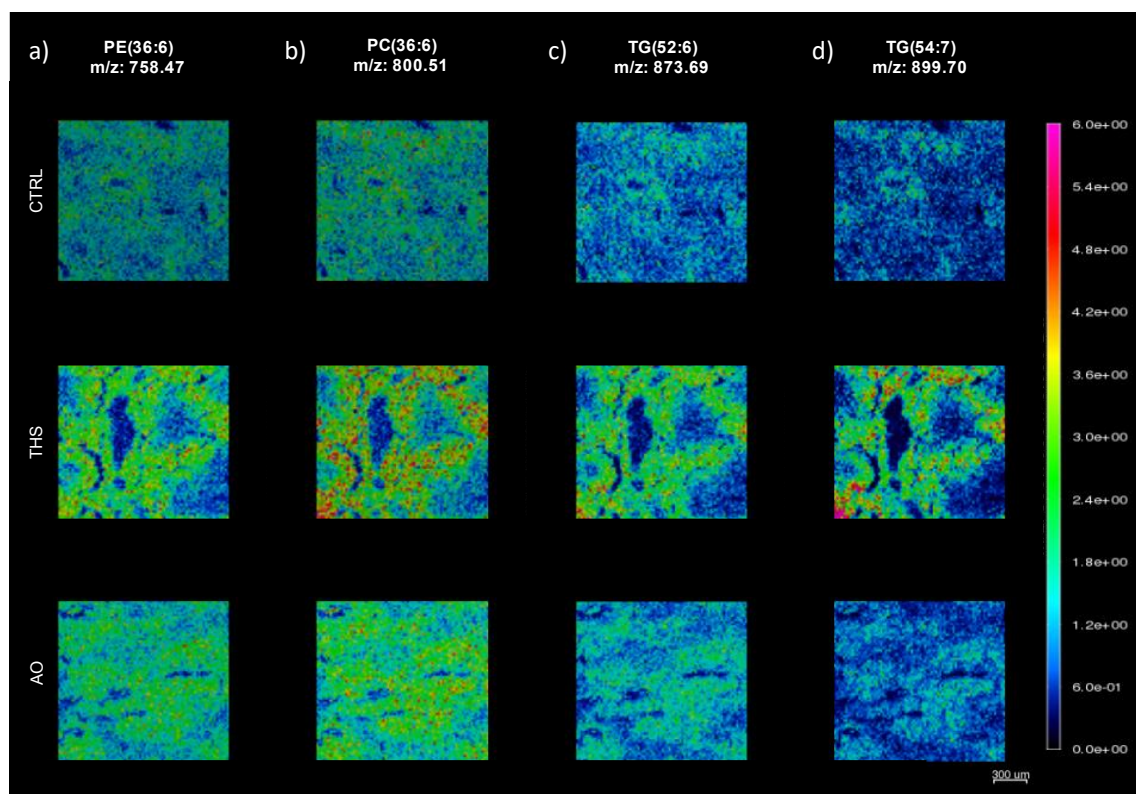 a) PE(36:6)
m/z: 758.47
b) PC(36:6)
m/z: 800.51
c) TG(52:6)
m/z: 873.69
d) TG(54:7)
m/z: 899.70
CTRL
THS
AO
6.0e+00
5.4e+00
4.8e+00
4.2e+00
3.6e+00
3.0e+00
2.4e+00
1.8e+00
1.2e+00
6.0e-01
0.0e+00
300 um